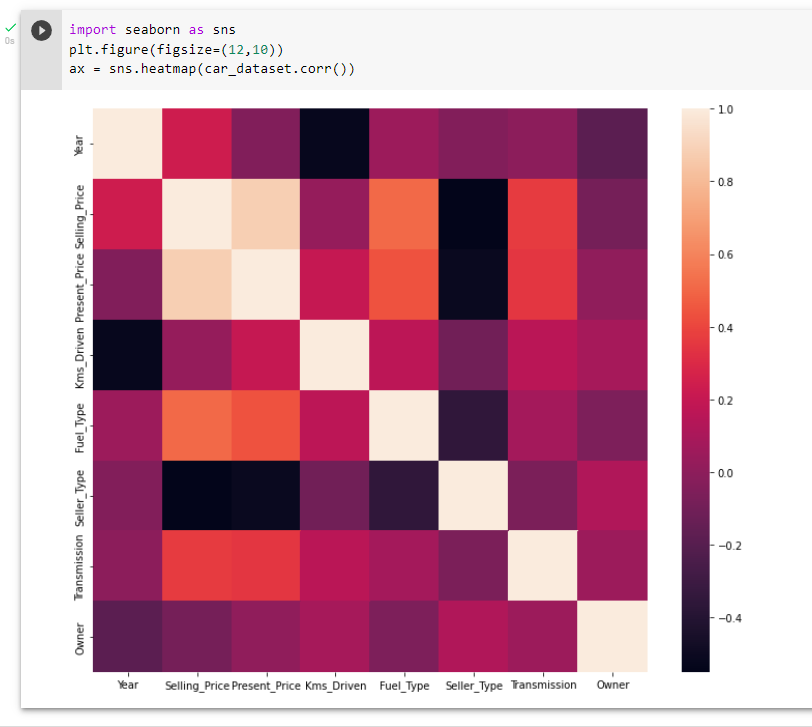 import seaborn as sns
0s
plt.figure(figsize=(12,10))
ax = sns.heatmap(car_dataset.corr())
Year
Selling_Price
Present_Price
Kms_Driven
Fuel_Type
Seller_Type
Transmission
Owner
Year Selling_Price Present_Price Kms_Driven Fuel_Type Seller_Type Transmission Owner
1.0
0.8
0.6
0.4
0.2
0.0
−0.2
−0.4